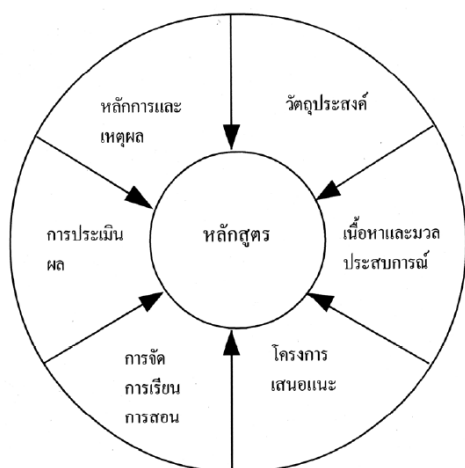 หลักการและ
เหตุผล
วัตถุประสงค์
การประเมิน
ผล
หลักสูตร
เนื้อหาและมวล
ประสบการณ์
การจัด
การเรียน
การสอน
โครงการ
เสนอแนะ